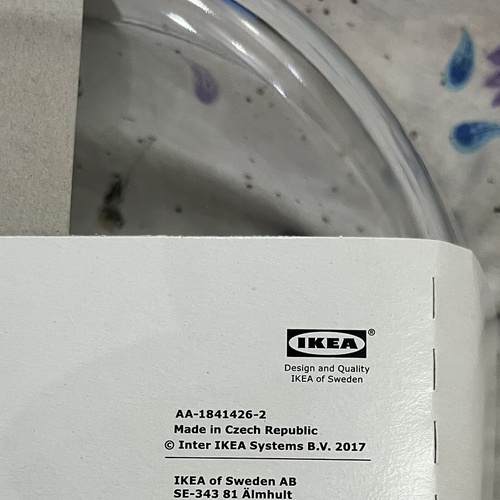 IKEA®
Design and Quality
IKEA of Sweden
AA-1841426-2
Made in Czech Republic
© Inter IKEA Systems B.V. 2017
IKEA of Sweden AB
SE-343 81 Älmhult